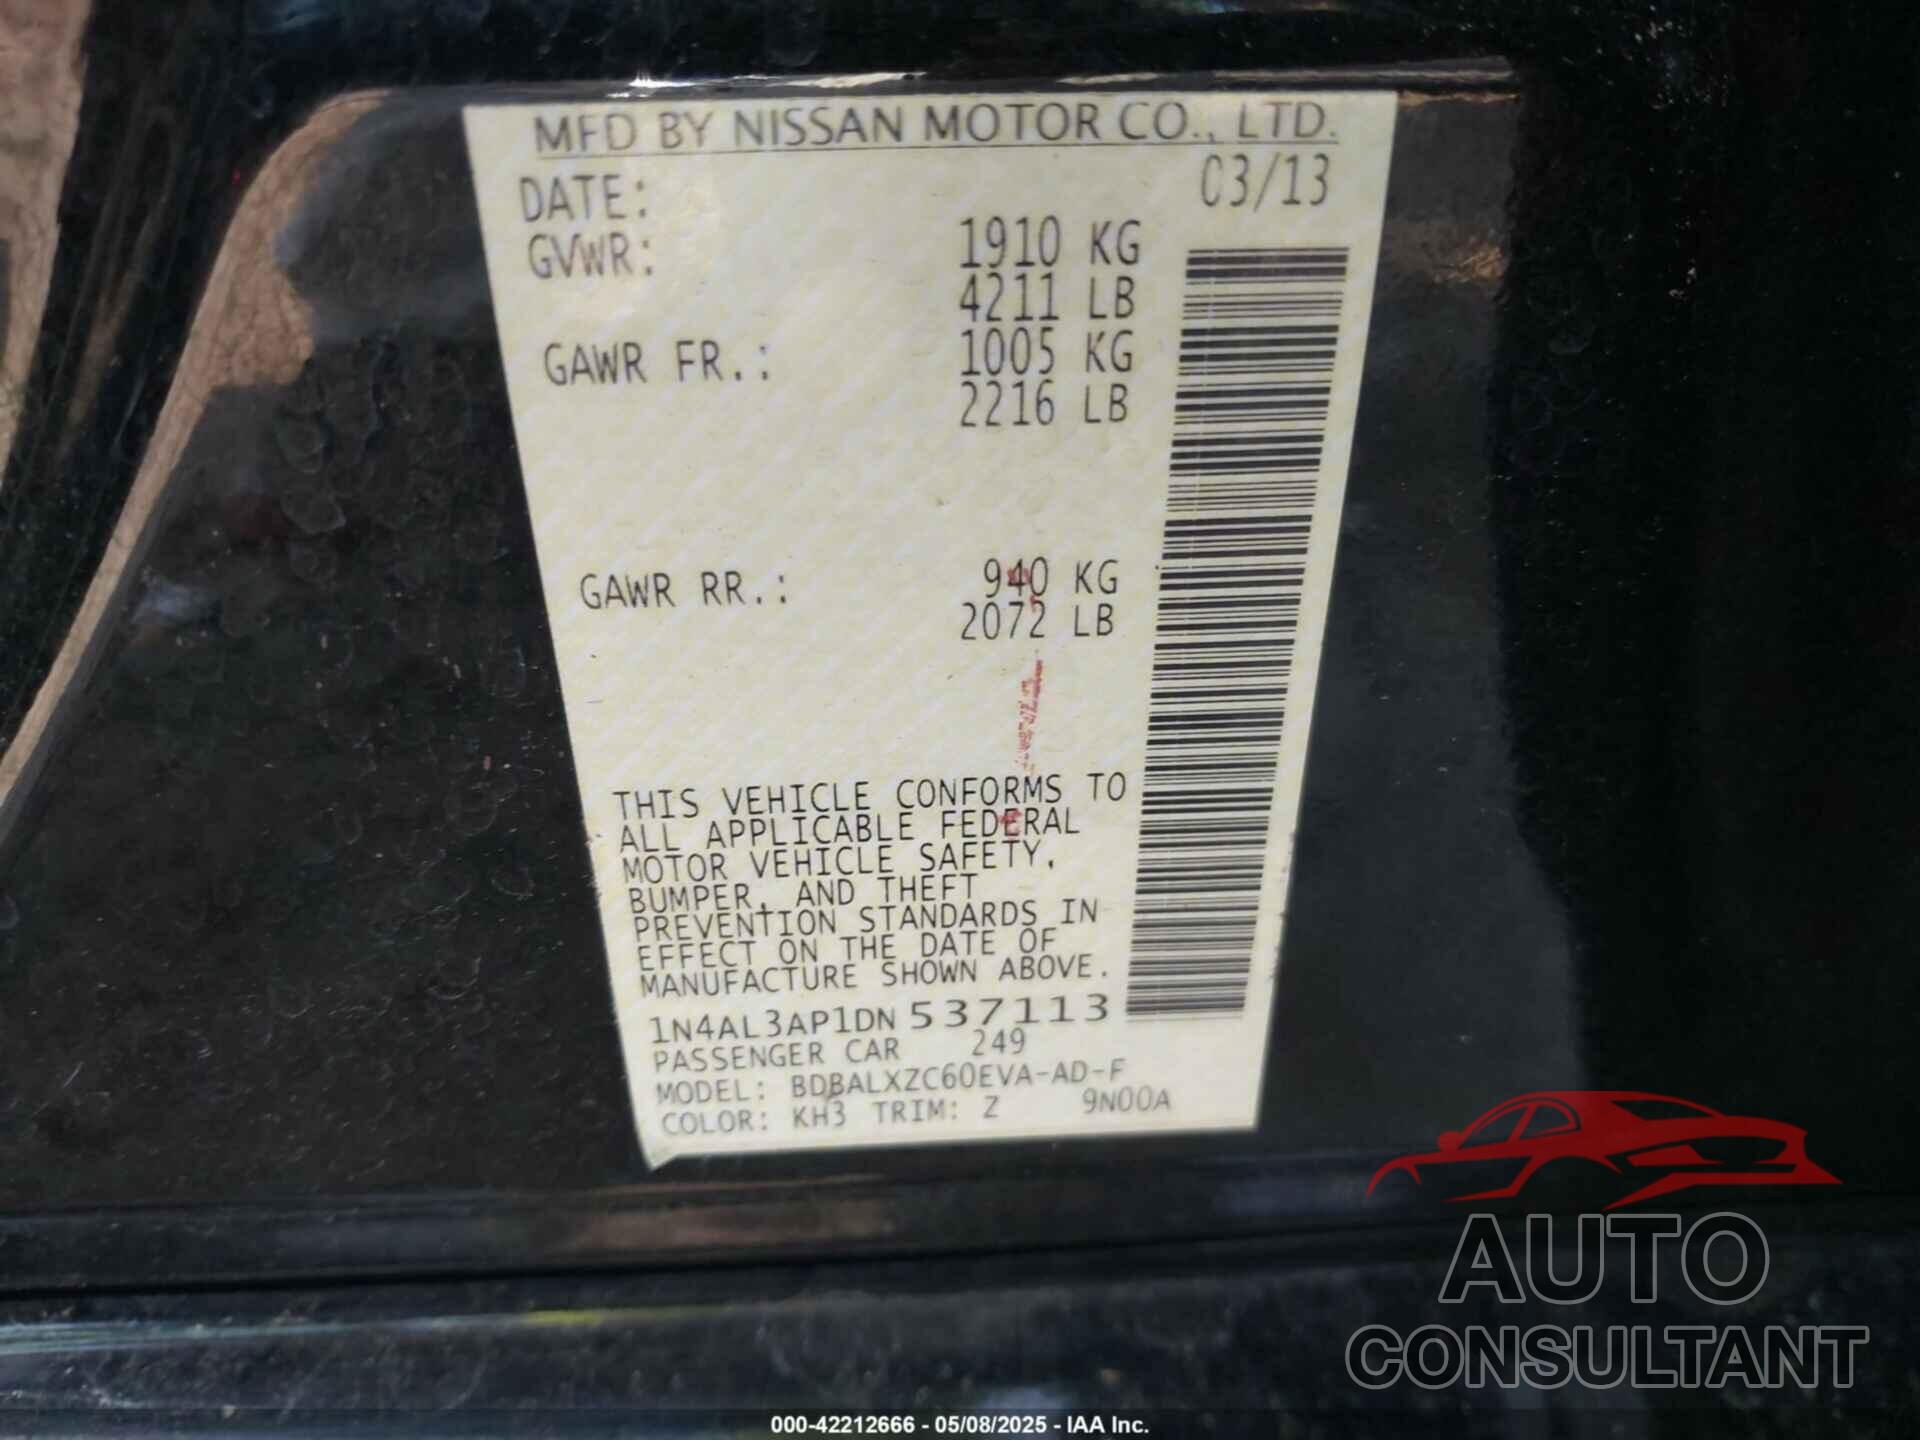 MFD BY NISSAN MOTOR CO., LTD.
DATE: 03/13
GVWR: 1910 KG
4211 LB
GAWR FR.: 1005 KG
2216 LB
GAWR RR.: 940 KG
2072 LB
THIS VEHICLE CONFORMS TO
ALL APPLICABLE FEDERAL
MOTOR VEHICLE SAFETY,
BUMPER, AND THEFT
PREVENTION STANDARDS IN
EFFECT ON THE DATE OF
MANUFACTURE SHOWN ABOVE.
1N4AL3AP1DN537113
PASSENGER CAR 249
MODEL: BDBALXZC60EVA-AD-F
COLOR: KH3 TRIM: Z 9N00A
AUTO
CONSULTANT
000-42212666 - 05/08/2025 - IAA Inc.